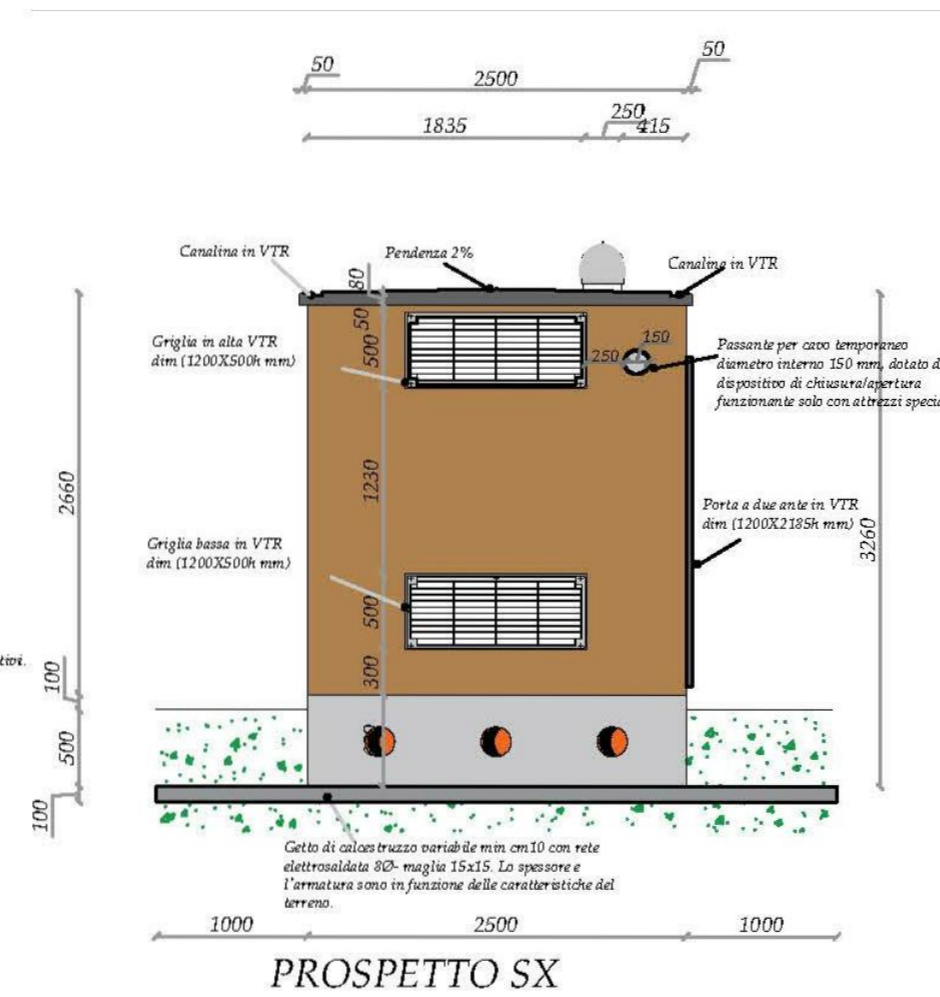 50
50
2500
250
1835
415
Canalina in VTR
Pendenza 2%
Canalina in VTR
80
50
500
Griglia in alta VTR
dim (1200X500h mm)
150
250
Passante per cavo temporaneo
diametro interno 150 mm, dotato d
dispositivo di chiusura/apertura
funzionante solo con attrezzi specia
2660
1230
Porta a due ante in VTR
dim (1200X2185h mm)
3260
Griglia bassa in VTR
dim (1200X500h mm)
500
tivi.
100
300
500
100
Getto di calcestruzzo variabile min cm10 con rete
elettrosaldata 8Ø- maglia 15x15. Lo spessore e
l'armatura sono in funzione delle caratteristiche del
terreno.
1000
2500
1000
PROSPETTO SX